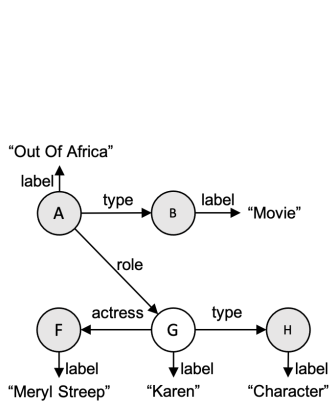 “Out Of Africa”
label
A
type
B
label
“Movie”
role
F
actress
G
type
H
label
label
label
“Meryl Streep”
“Karen”
“Character”